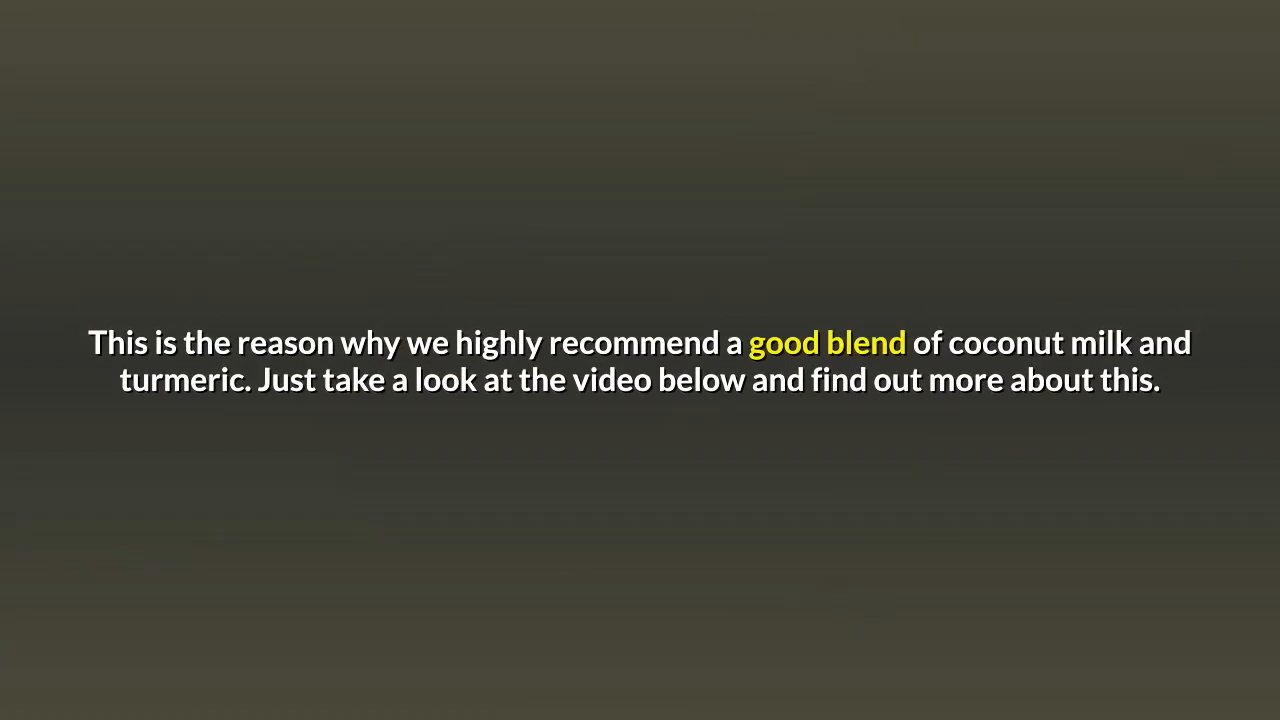 This is the reason why we highly recommend a good blend of coconut milk and
turmeric. Just take a look at the video below and find out more about this.